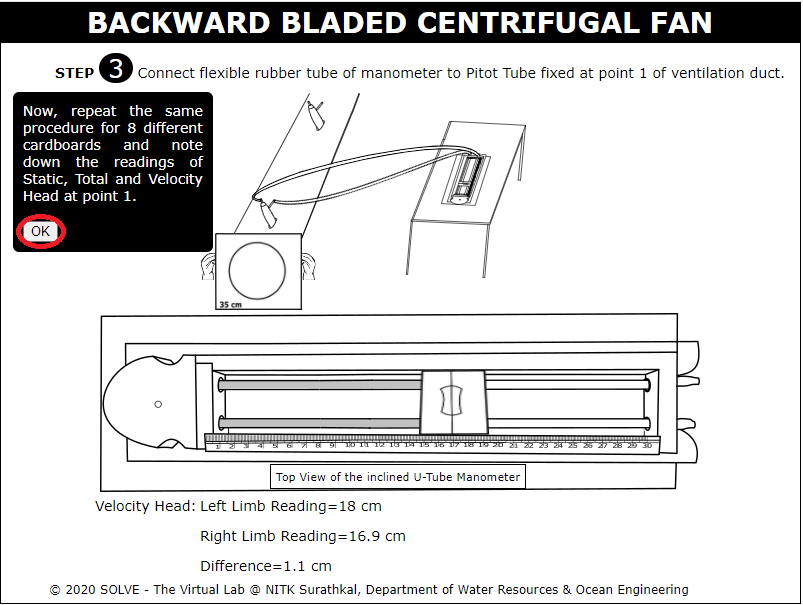 BACKWARD BLADED CENTRIFUGAL FAN
STEP 3 Connect flexible rubber tube of manometer to Pitot Tube fixed at point 1 of ventilation duct.
Now, repeat the same
procedure for 8 different
cardboards and note
down the readings of
Static, Total and Velocity
Head at point 1.
OK
35 cm
1 2 3 4 5 6 7 8 9 10 11 12 13 14 15 16 17 18 19 20 21 22 23 24 25 26 27 28 29 30
Top View of the inclined U-Tube Manometer
Velocity Head: Left Limb Reading=18 cm
Right Limb Reading=16.9 cm
Difference=1.1 cm
© 2020 SOLVE - The Virtual Lab @ NITK Surathkal, Department of Water Resources & Ocean Engineering